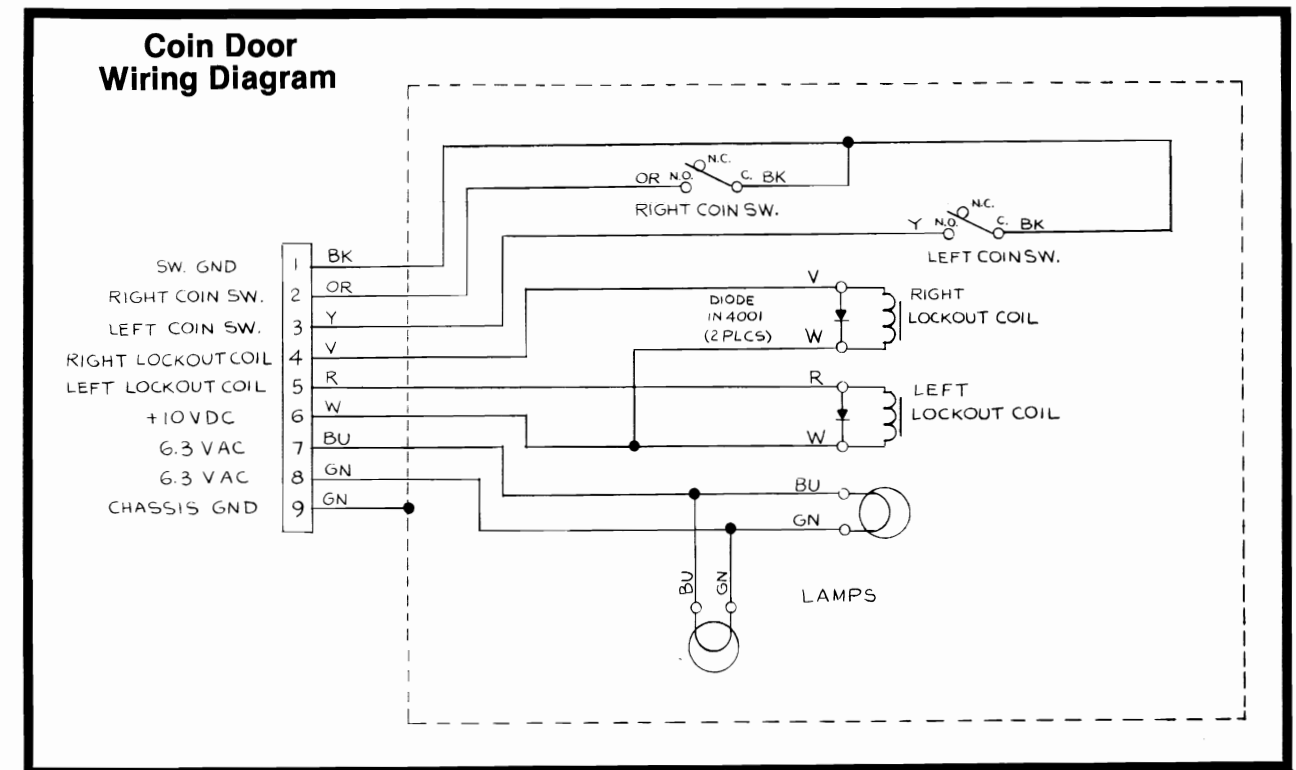 Coin Door
Wiring Diagram
N.C.
OR N.O. C. BK
RIGHT COIN SW.
N.C.
Y N.O. C. BK
LEFT COIN SW.
SW. GND 1 BK
RIGHT COIN SW. 2 OR
LEFT COIN SW. 3 Y
RIGHT LOCKOUT COIL 4 V
LEFT LOCKOUT COIL 5 R
+10VDC 6 W
6.3 VAC 7 BU
6.3 VAC 8 GN
CHASSIS GND 9 GN
V
DIODE
IN 4001
(2 PLCS)
W
RIGHT
LOCKOUT COIL
R
W
LEFT
LOCKOUT COIL
BU
GN
BU GN
LAMPS